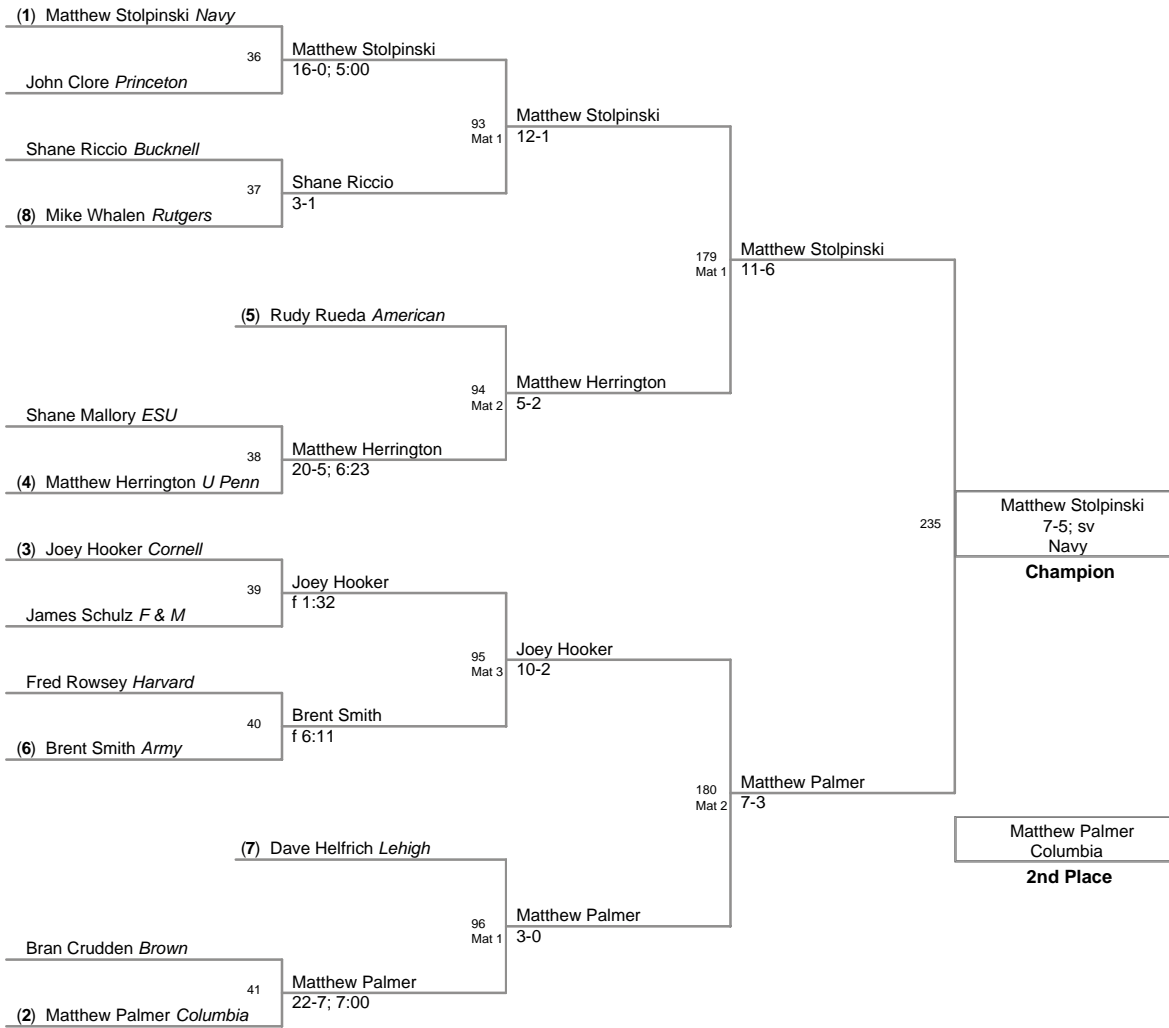 (1) Matthew Stolpinski Navy
36
John Clore Princeton
Matthew Stolpinski
16-0; 5:00
Shane Riccio Bucknell
37
(8) Mike Whalen Rutgers
Shane Riccio
3-1
93
Mat 1
Matthew Stolpinski
12-1
(5) Rudy Rueda American
Shane Mallory ESU
38
(4) Matthew Herrington U Penn
Matthew Herrington
20-5; 6:23
94
Mat 2
Matthew Herrington
5-2
179
Mat 1
Matthew Stolpinski
11-6
(3) Joey Hooker Cornell
39
James Schulz F & M
Joey Hooker
f 1:32
Fred Rowsey Harvard
40
(6) Brent Smith Army
Brent Smith
f 6:11
95
Mat 3
Joey Hooker
10-2
(7) Dave Helfrich Lehigh
Bran Crudden Brown
41
(2) Matthew Palmer Columbia
Matthew Palmer
22-7; 7:00
96
Mat 1
Matthew Palmer
3-0
180
Mat 2
Matthew Palmer
7-3
235
Matthew Stolpinski
7-5; sv
Navy
Champion
Matthew Palmer
Columbia
2nd Place